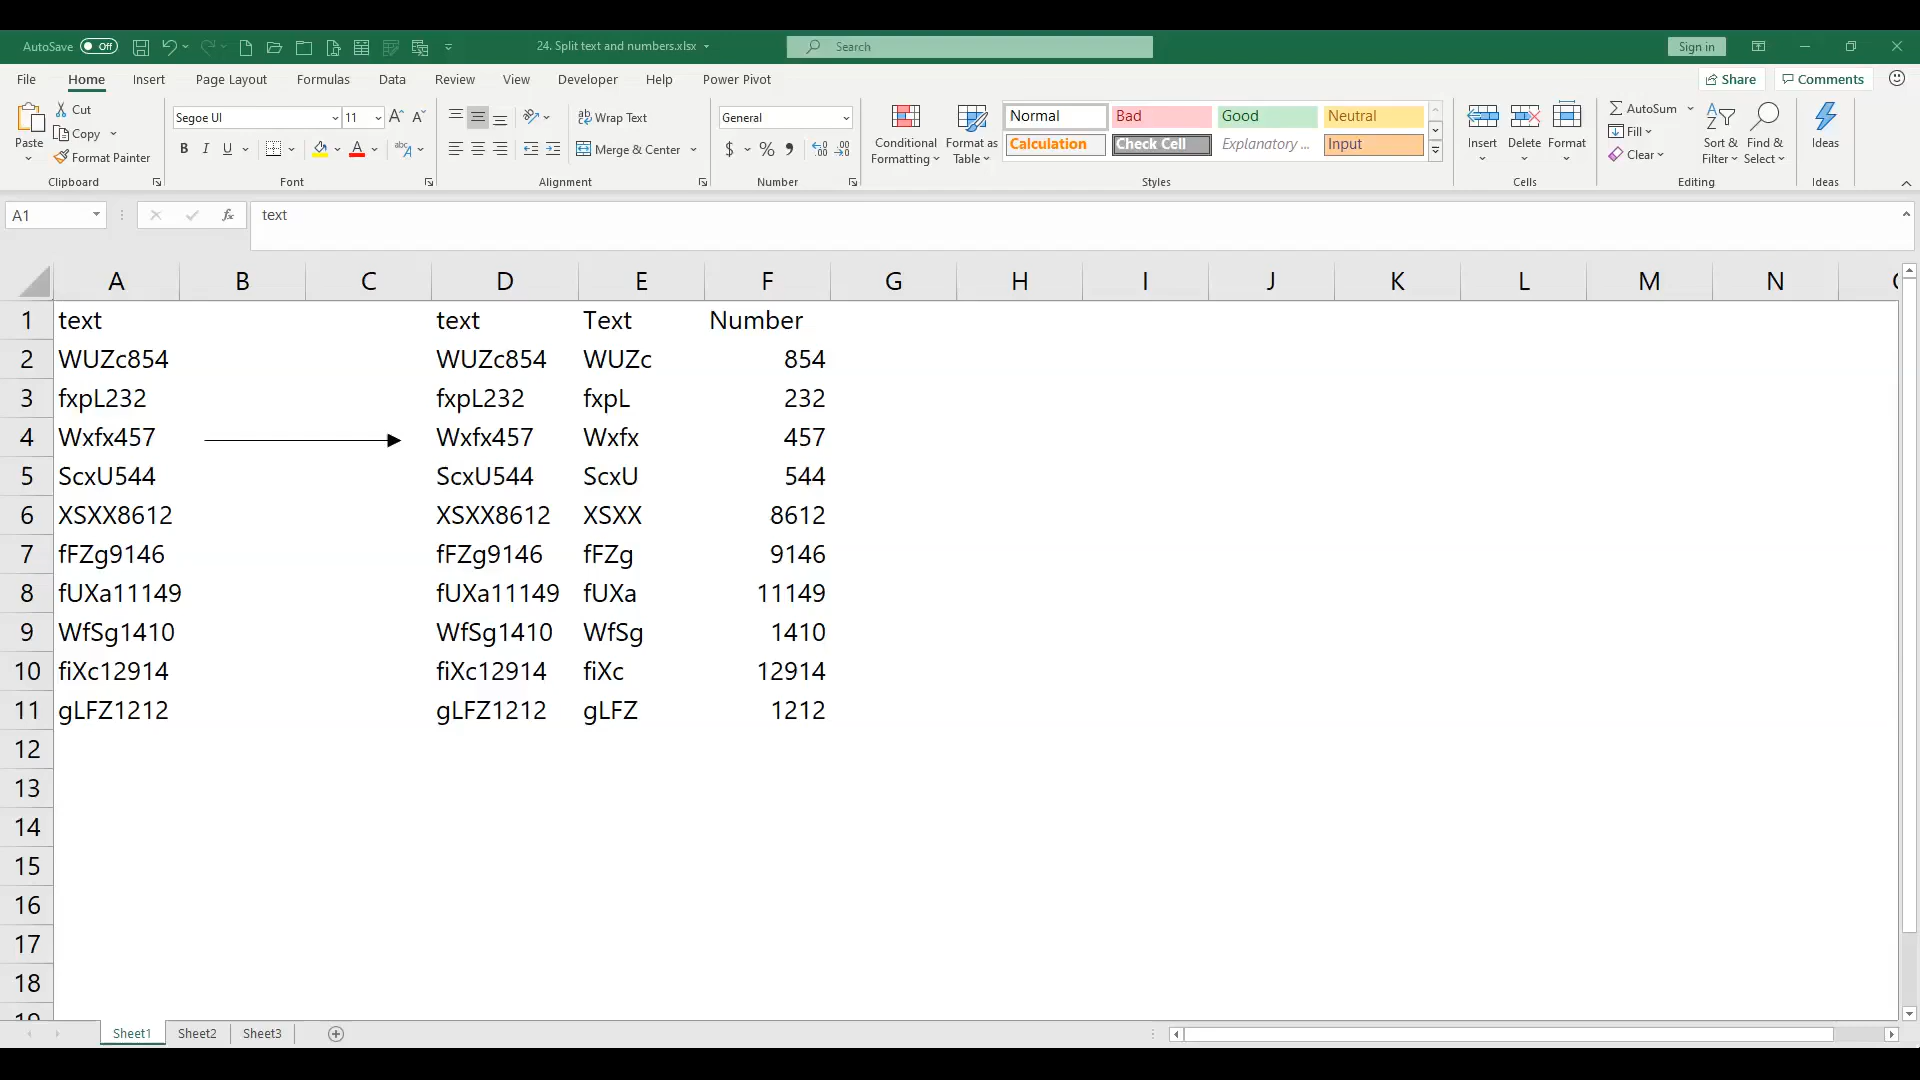 AutoSave Off 24. Split text and numbers.xlsx Search Sign in
File Home Insert Page Layout Formulas Data Review View Developer Help Power Pivot Share Comments
Paste
Cut
Copy
Format Painter
Clipboard
Segoe UI 11
B I U
Font
Wrap Text
Merge & Center
Alignment
General
$ % 9
Number
Conditional Formatting
Format as Table
Normal Bad Good Neutral
Calculation Check Cell Explanatory ... Input
Styles
Insert Delete Format
Cells
AutoSum
Fill
Clear
Sort & Filter
Find & Select
Editing
Ideas
Ideas
A1 fx text
A B C D E F G H I J K L M N
1 text text Text Number
2 WUZc854 WUZc854 WUZc 854
3 fxpL232 fxpL232 fxpL 232
4 Wxfx457 Wxfx457 Wxfx 457
5 ScxU544 ScxU544 ScxU 544
6 XSXX8612 XSXX8612 XSXX 8612
7 fFZg9146 fFZg9146 fFZg 9146
8 fUXa11149 fUXa11149 fUXa 11149
9 WfSg1410 WfSg1410 WfSg 1410
10 fiXc12914 fiXc12914 fiXc 12914
11 gLFZ1212 gLFZ1212 gLFZ 1212
12
13
14
15
16
17
18
Sheet1 Sheet2 Sheet3